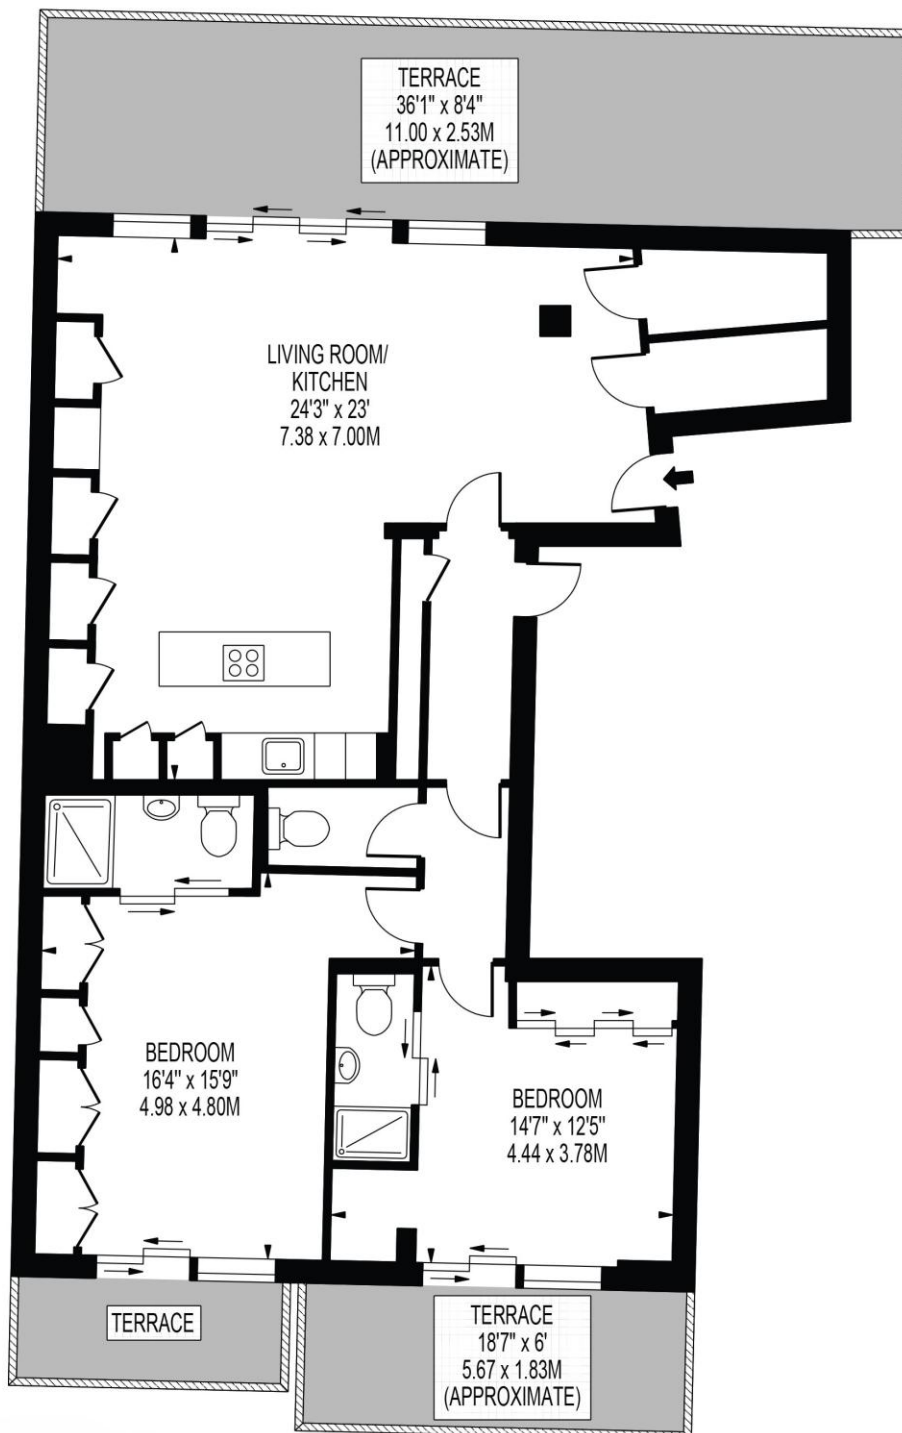 TERRACE
36'1" x 8'4"
11.00 x 2.53M
(APPROXIMATE)
LIVING ROOM/
KITCHEN
24'3" x 23'
7.38 x 7.00M
BEDROOM
16'4" x 15'9"
4.98 x 4.80M
BEDROOM
14'7" x 12'5"
4.44 x 3.78M
TERRACE
TERRACE
18'7" x 6'
5.67 x 1.83M
(APPROXIMATE)